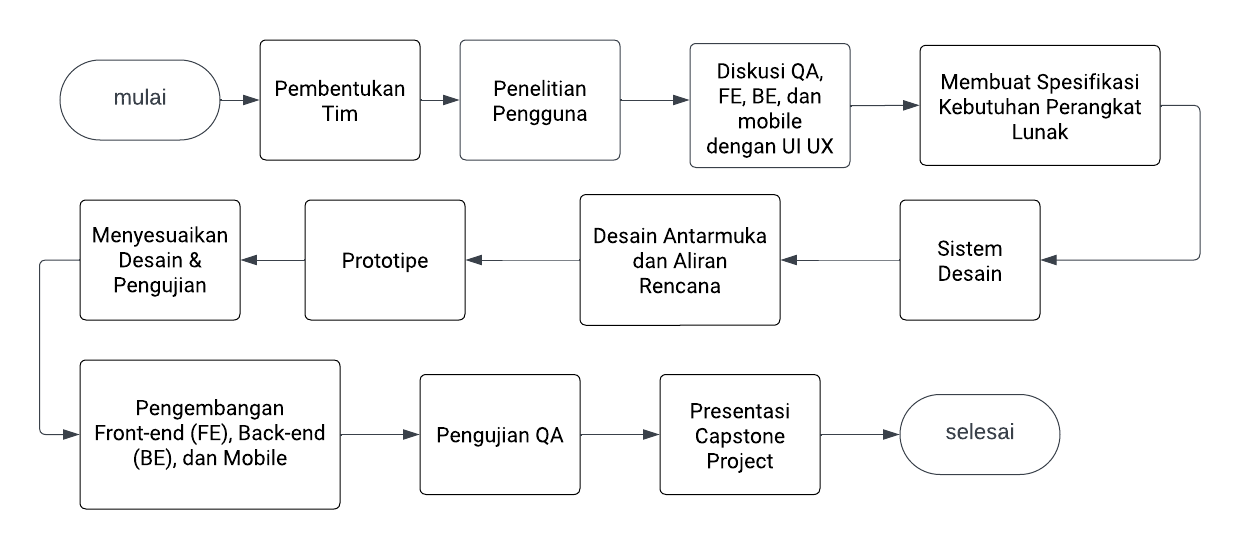 mulai
Pembentukan
Tim
Penelitian
Pengguna
Diskusi QA,
FE, BE, dan
mobile
dengan UI UX
Membuat Spesifikasi
Kebutuhan Perangkat
Lunak
Sistem
Desain
Desain Antarmuka
dan Aliran
Rencana
Prototipe
Menyesuaikan
Desain &
Pengujian
Pengembangan
Front-end (FE), Back-end
(BE), dan Mobile
Pengujian QA
Presentasi
Capstone
Project
selesai